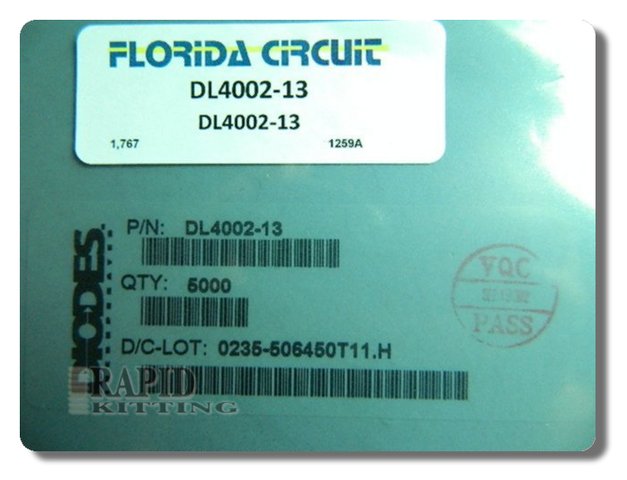 FLORIDA CIRCUIT
DL4002-13
DL4002-13
1,767 1259A
P/N: DL4002-13
QTY: 5000
D/C-LOT: 0235-506450T11.H
DIODES
VQC
PASS
RAPID
KITTING